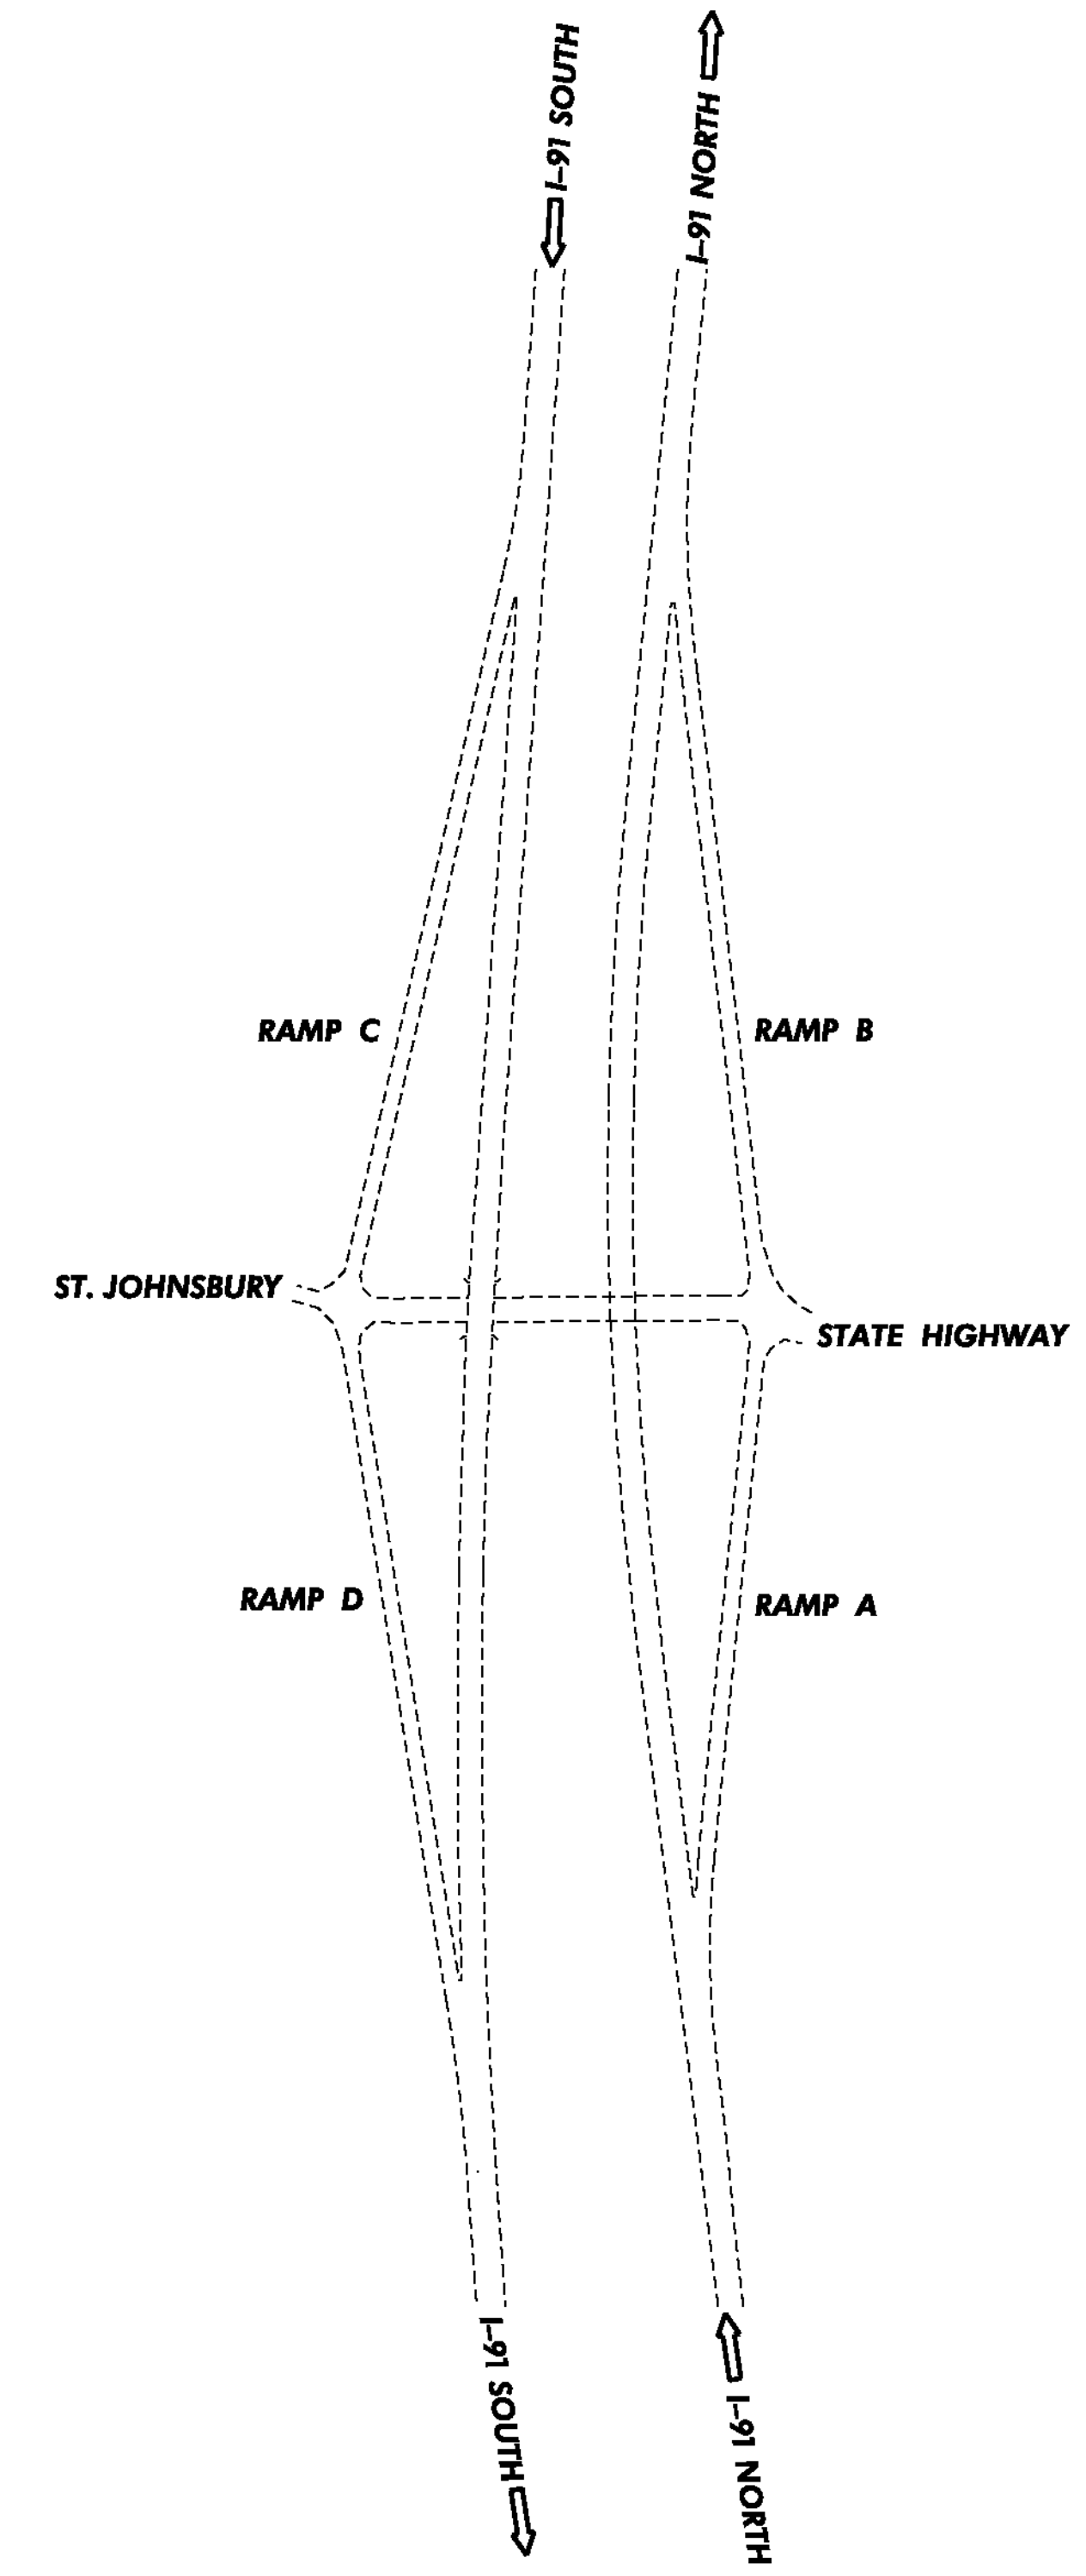 I-91 SOUTH
I-91 NORTH
RAMP C
RAMP B
ST. JOHNSBURY
STATE HIGHWAY
RAMP D
RAMP A
I-91 SOUTH
I-91 NORTH